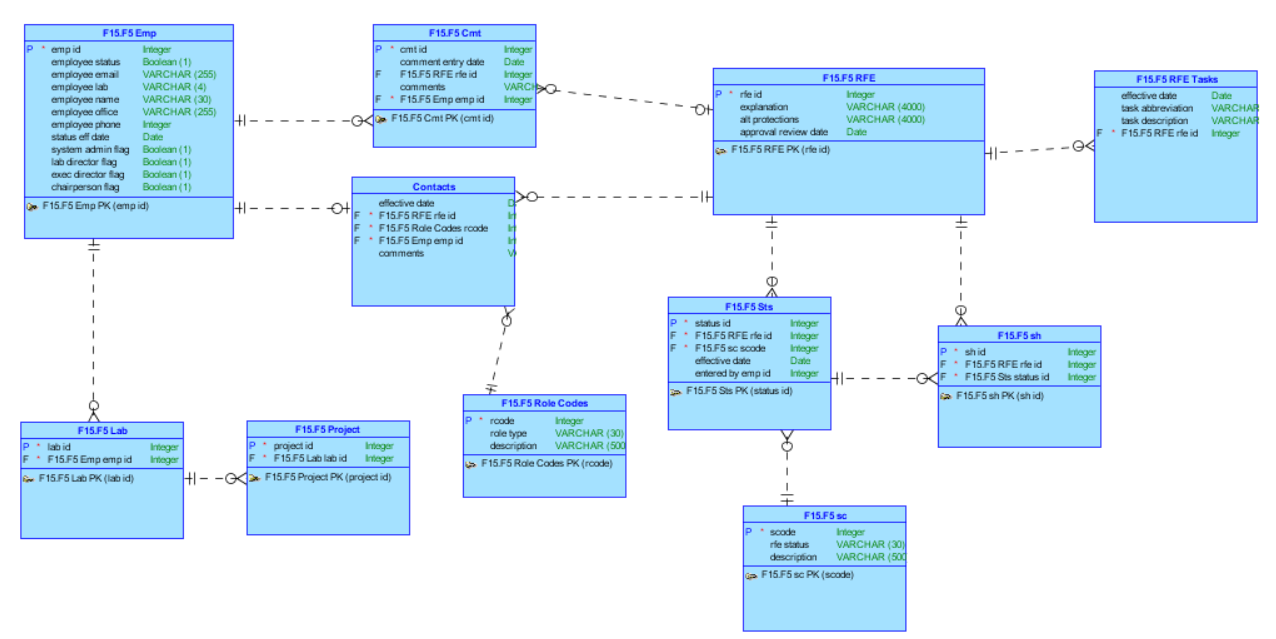 F15.F5 Emp
P * emp id Integer
employee status Boolean (1)
employee email VARCHAR (255)
employee lab VARCHAR (4)
employee name VARCHAR (30)
employee office VARCHAR (255)
employee phone Integer
status eff date Date
system admin flag Boolean (1)
lab director flag Boolean (1)
exec director flag Boolean (1)
chairperson flag Boolean (1)
F15.F5 Emp PK (emp id)
F15.F5 Cmt
P * cmt id Integer
comment entry date Date
F F15.F5 RFE rfe id Integer
comments VARCH
F * F15.F5 Emp emp id Integer
F15.F5 Cmt PK (cmt id)
F15.F5 RFE
P * rfe id Integer
explanation VARCHAR (4000)
alt protections VARCHAR (4000)
approval review date Date
F15.F5 RFE PK (rfe id)
F15.F5 RFE Tasks
effective date Date
task abbreviation VARCHAR
task description VARCHAR
F * F15.F5 RFE rfe id Integer
Contacts
effective date D
F * F15.F5 RFE rfe id In
F * F15.F5 Role Codes rcode In
F * F15.F5 Emp emp id In
comments V
F15.F5 Sts
P * status id Integer
F * F15.F5 RFE rfe id Integer
F * F15.F5 sc scode Integer
effective date Date
entered by emp id Integer
F15.F5 Sts PK (status id)
F15.F5 sh
P * sh id Integer
F * F15.F5 RFE rfe id Integer
F * F15.F5 Sts status id Integer
F15.F5 sh PK (sh id)
F15.F5 Lab
P * lab id Integer
F * F15.F5 Emp emp id Integer
F15.F5 Lab PK (lab id)
F15.F5 Project
P * project id Integer
F * F15.F5 Lab lab id Integer
F15.F5 Project PK (project id)
F15.F5 Role Codes
P * rcode Integer
role type VARCHAR (30)
description VARCHAR (500
F15.F5 Role Codes PK (rcode)
F15.F5 sc
P * scode Integer
rfe status VARCHAR (30)
description VARCHAR (500
F15.F5 sc PK (scode)